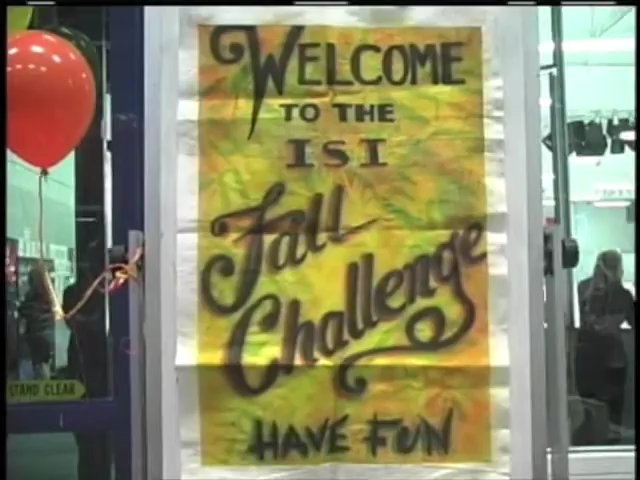 WELCOME
TO THE
ISI
Fall
Challenge
HAVE FUN
STAND CLEAR